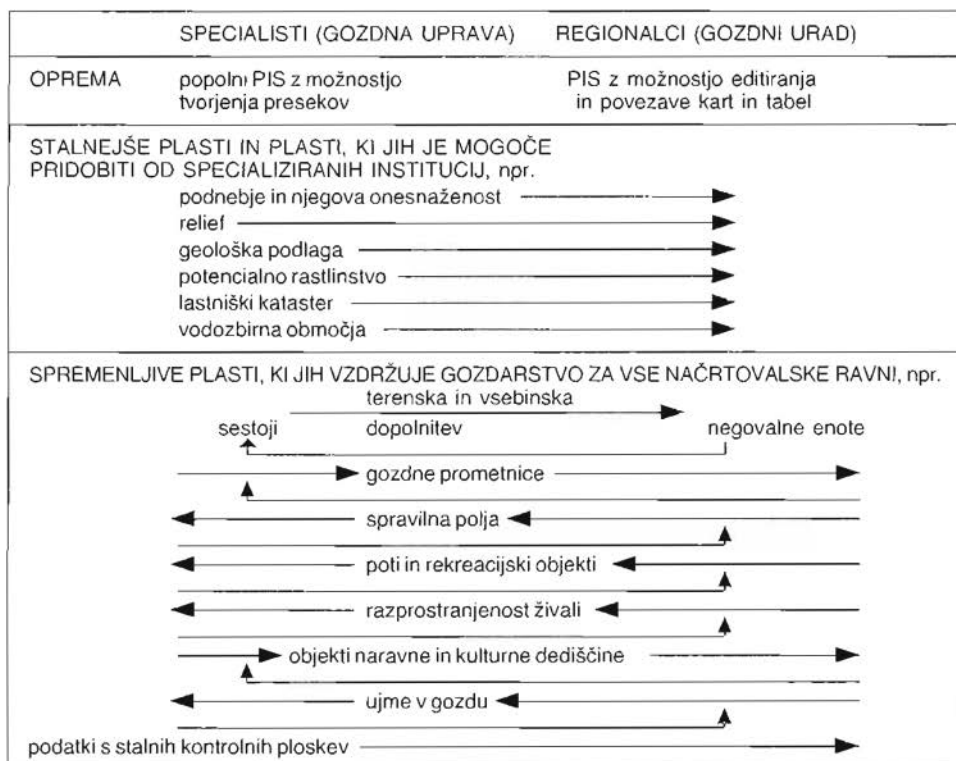 SPECIALISTI (GOZDNA UPRAVA) REGIONALCI (GOZDNI URAD)
OPREMA popolni PIS z možnostjo PIS z možnostjo editiranja
tvorjenja presekov in povezave kart in tabel
STALNEJŠE PLASTI IN PLASTI, KI JIH JE MOGOČE
PRIDOBITI OD SPECIALIZIRANIH INSTITUCIJ, npr.
podnebje in njegova onesnaženost
relief
geološka podlaga
potencialno rastlinstvo
lastniški kataster
vodozbirna območja
SPREMENLJIVE PLASTI, KI JIH VZDRŽUJE GOZDARSTVO ZA VSE NAČRTOVALSKE RAVNI, npr.
terenska in vsebinska
sestoji dopolnitev negovalne enote
gozdne prometnice
spravilna polja
poti in rekreacijski objekti
razprostranjenost živali
objekti naravne in kulturne dediščine
ujme v gozdu
podatki s stalnih kontrolnih ploskev